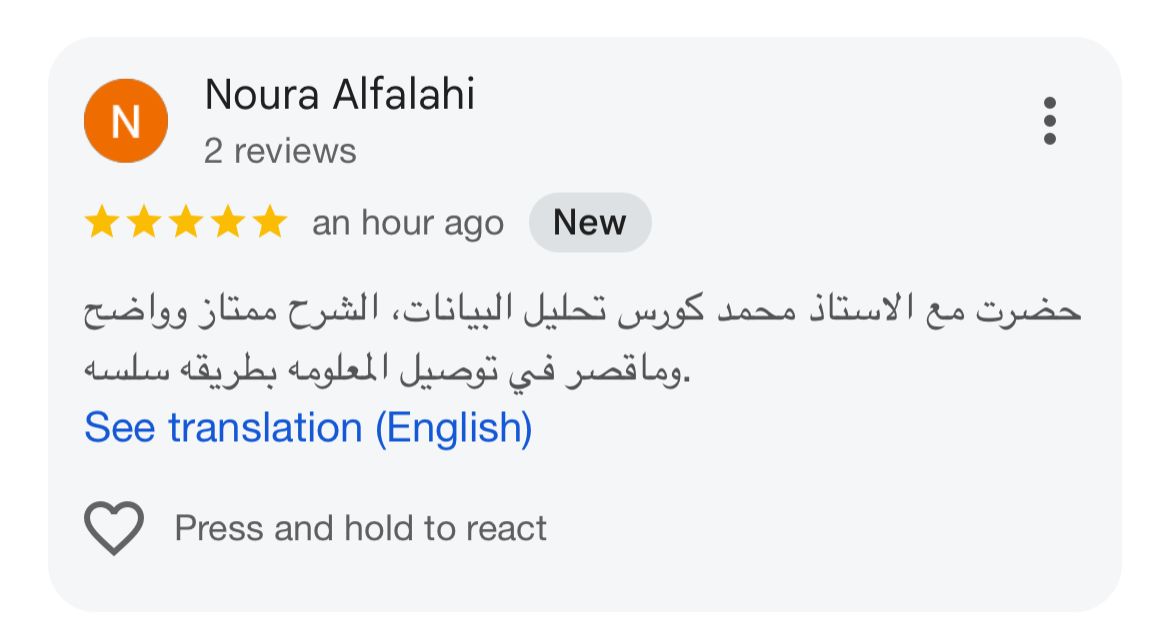 N
Noura Alfalahi
2 reviews
an hour ago New
حضرت مع الاستاذ محمد كورس تحليل البيانات، الشرح ممتاز وواضح
وماقصر في توصيل المعلومه بطريقه سلسه.
See translation (English)
Press and hold to react